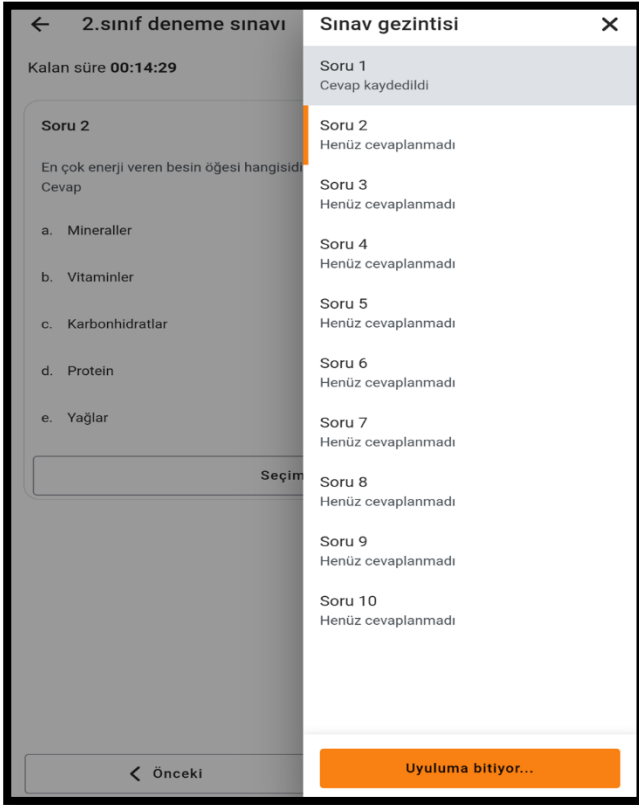 2.sınıf deneme sınavı
Kalan süre 00:14:29
Soru 2
En çok enerji veren besin öğesi
Cevap
a. Mineraller
b. Vitaminler
c. Karbonhidratlar
d. Protein
e. Yağlar
Önceki
Sınav gezintisi
Soru 1
Cevap kaydedildi
Soru 2
Henüz cevaplanmadı
Soru 3
Henüz cevaplanmadı
Soru 4
Henüz cevaplanmadı
Soru 5
Henüz cevaplanmadı
Soru 6
Henüz cevaplanmadı
Soru 7
Henüz cevaplanmadı
Soru 8
Henüz cevaplanmadı
Soru 9
Henüz cevaplanmadı
Soru 10
Henüz cevaplanmadı
Uyuluma bitiyor...